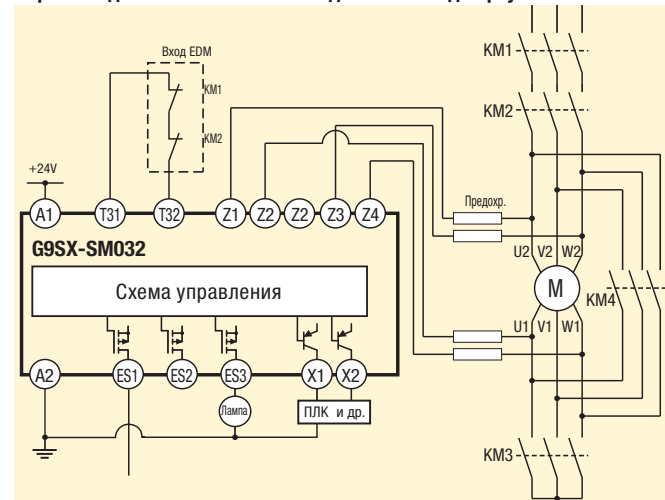 Вход EDM
KM1
KM2
KM1
KM2
+24V
A1
T31
T32
Z1
Z2
Z2
Z3
Z4
Предохр.
G9SX-SM032
Схема управления
U2 V2 W2
M
KM4
U1 V1 W1
A2
ES1
ES2
ES3
X1
X2
Лампа
ПЛК и др.
KM3